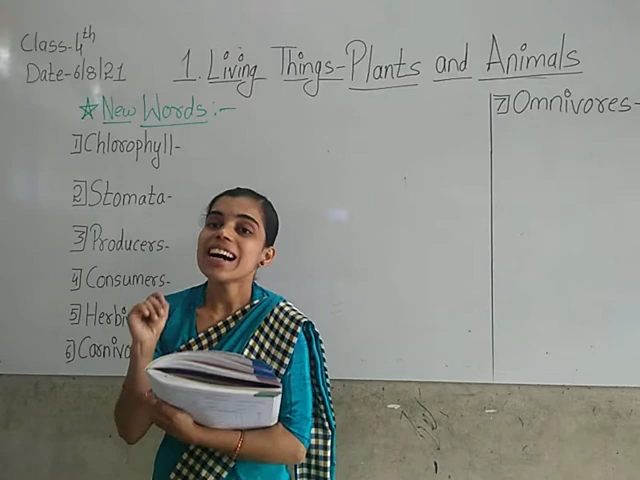 Class-4th
Date-6/8/21
1. Living Things-Plants and Animals
★New Words:-
1]Chlorophyll-
2]Stomata-
3]Producers-
4]Consumers-
5]Herbi
6]Carnivo
7]Omnivores-